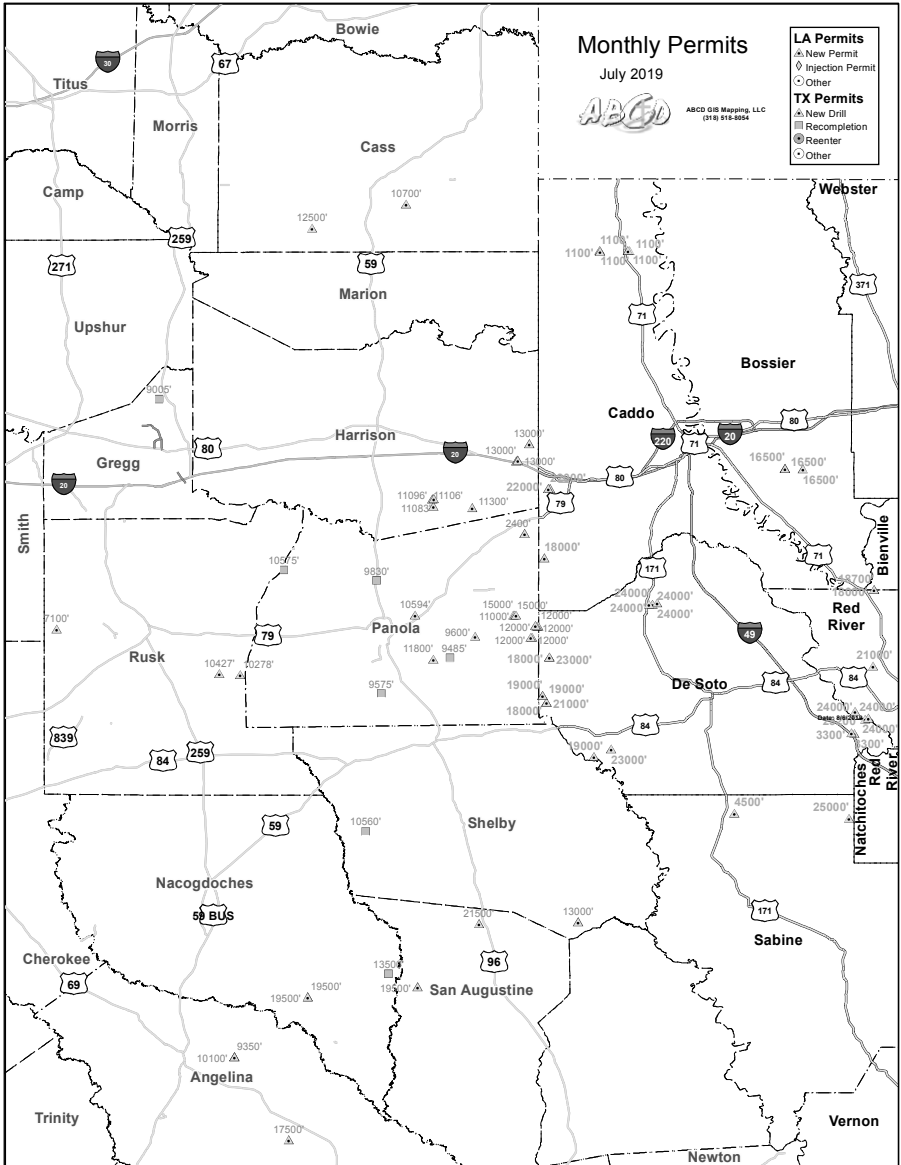 Monthly Permits
July 2019
ABCD
ABCD GIS Mapping, LLC
(318) 518-8054
LA Permits
New Permit
Injection Permit
Other
TX Permits
New Drill
Recompletion
Reenter
Other
Bowie
30
67
Titus
Morris
Cass
Camp
Webster
10700'
12500'
259
271
59
1100'
1100'
1100'
1100'
371
Marion
71
Upshur
Bossier
9005'
Caddo
80
Harrison
13000'
220
20
71
80
20
Gregg
13000'
13000'
16500'
16500'
16500'
80
20
22000'
79
11096'
11106'
11083'
11300'
Smith
2400'
18000'
71
Bienville
10575'
9830'
171
18700'
18000'
24000'
24000'
24000'
24000'
Red
River
7100'
10594'
15000'
15000'
11000'
12000'
79
Panola
9600'
12000'
12000'
12000'
49
Rusk
11800'
9485'
18000'
23000'
10427'
10278'
21000'
84
84
De Soto
9575'
19000'
19000'
21000'
18000'
24000'
24000'
24000'
3300'
3300'
839
84
259
84
19000'
23000'
Natchitoches
Red
River
4500'
25000'
59
10560'
Shelby
Nacogdoches
59 BUS
21500'
13000'
171
Sabine
Cherokee
69
96
13500'
19500'
San Augustine
19500'
19500'
9350'
10100'
Angelina
Trinity
17500'
Vernon
Newton